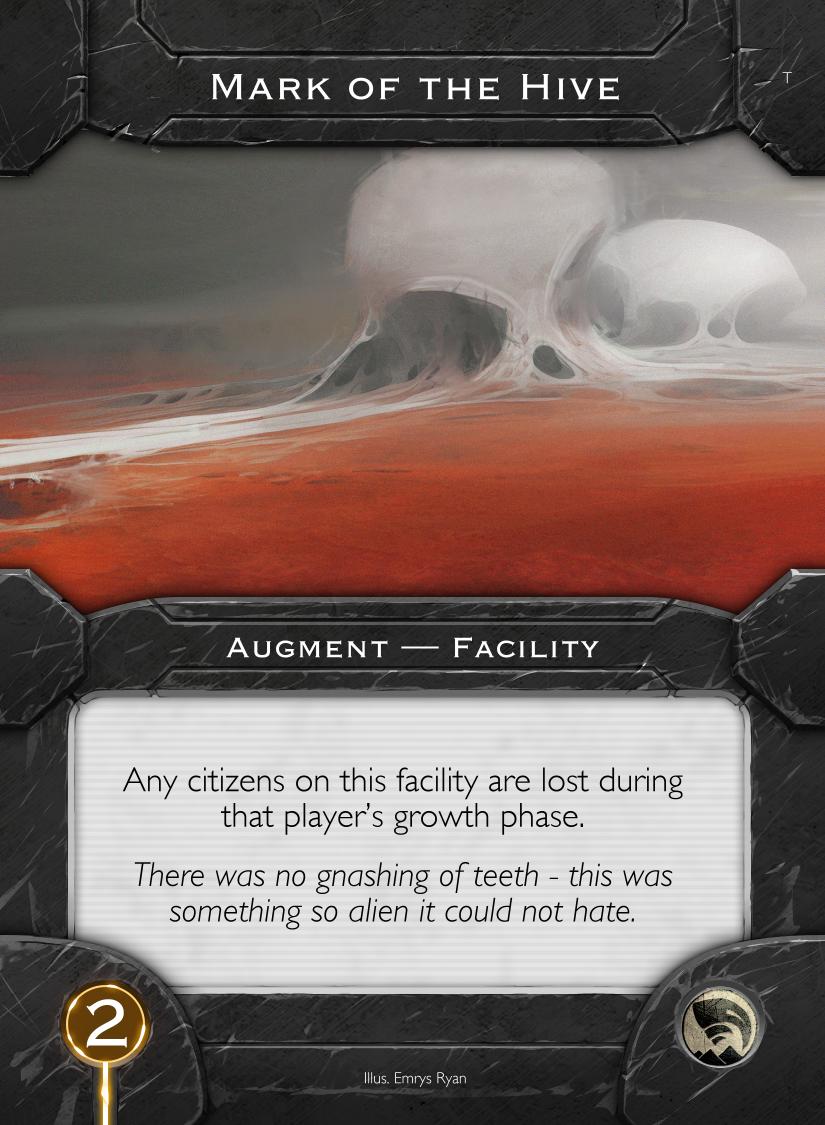 Mark of the Hive
T
Augment — Facility
Any citizens on this facility are lost during
that player's growth phase.
There was no gnashing of teeth - this was
something so alien it could not hate.
2
Illus. Emrys Ryan